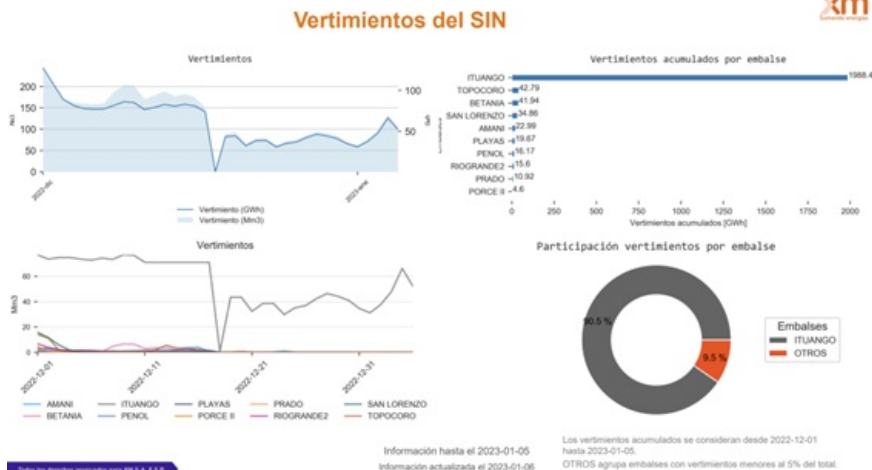 Vertimientos del SIN
xm
Vertimientos
200
150
100
50
0
100
50
2022-dic
2023-ene
Vertimiento (GWh)
Vertimiento (Mm3)
Vertimientos acumulados por embalse
ITUANGO
1988.4
TOPOCORO
42.79
BETANIA
41.94
SAN LORENZO
34.86
AMANI
22.99
PLAYAS
19.67
PENOL
16.17
RIOGRANDE2
15.6
PRADO
10.92
PORCE II
4.6
0 250 500 750 1000 1250 1500 1750 2000
Vertimientos acumulados [GWh]
Vertimientos
Mm3
60
40
20
0
2022-12-01
2022-12-11
2022-12-21
2022-12-31
AMANI ITUANGO PLAYAS PRADO SAN LORENZO
BETANIA PENOL PORCE II RIOGRANDE2 TOPOCORO
Participación vertimientos por embalse
90.5 %
9.5 %
Embalses
ITUANGO
OTROS
Información hasta el 2023-01-05
Información actualizada el 2023-01-06
Los vertimientos acumulados se consideran desde 2022-12-01
hasta 2023-01-05.
OTROS agrupa embalses con vertimientos menores al 5% del total.